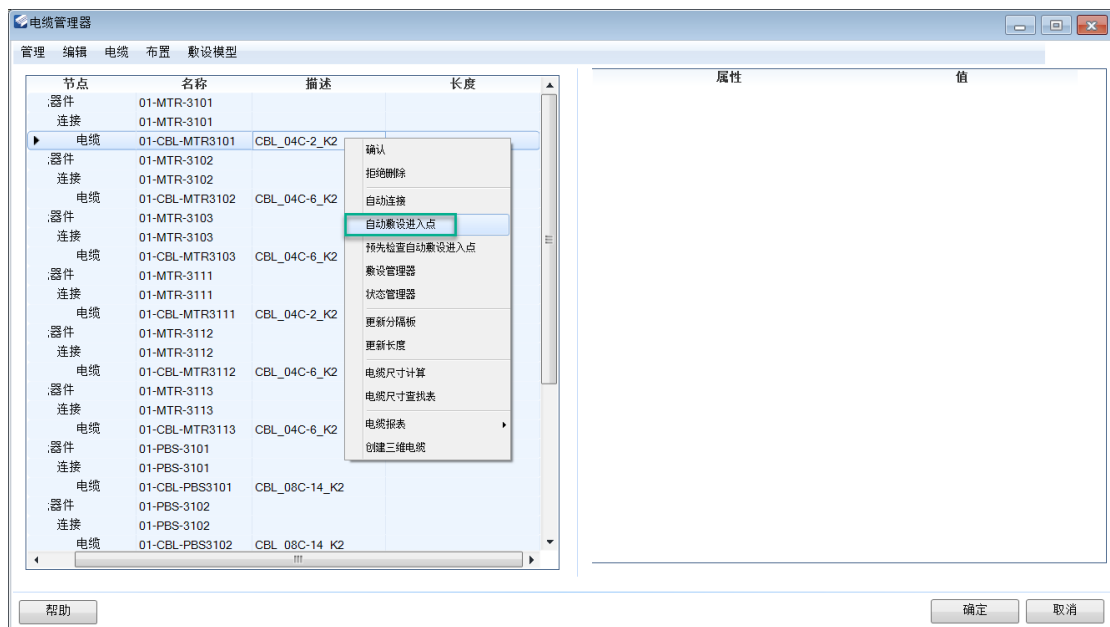 电缆管理器
管理 编辑 电缆 布置 敷设模型
节点 名称 描述 长度 属性 值
器件 01-MTR-3101
连接 01-MTR-3101
电缆 01-CBL-MTR3101 CBL_04C-2_K2
器件 01-MTR-3102
连接 01-MTR-3102
电缆 01-CBL-MTR3102 CBL_04C-6_K2
器件 01-MTR-3103
连接 01-MTR-3103
电缆 01-CBL-MTR3103 CBL_04C-6_K2
器件 01-MTR-3111
连接 01-MTR-3111
电缆 01-CBL-MTR3111 CBL_04C-2_K2
器件 01-MTR-3112
连接 01-MTR-3112
电缆 01-CBL-MTR3112 CBL_04C-6_K2
器件 01-MTR-3113
连接 01-MTR-3113
电缆 01-CBL-MTR3113 CBL_04C-6_K2
器件 01-PBS-3101
连接 01-PBS-3101
电缆 01-CBL-PBS3101 CBL_08C-14_K2
器件 01-PBS-3102
连接 01-PBS-3102
电缆 01-CBL-PBS3102 CBL_08C-14_K2
确认
拒绝删除
自动连接
自动敷设进入点
预先检查自动敷设进入点
敷设管理器
状态管理器
更新分隔板
更新长度
电缆尺寸计算
电缆尺寸查找表
电缆报表
创建三维电缆
帮助 确定 取消